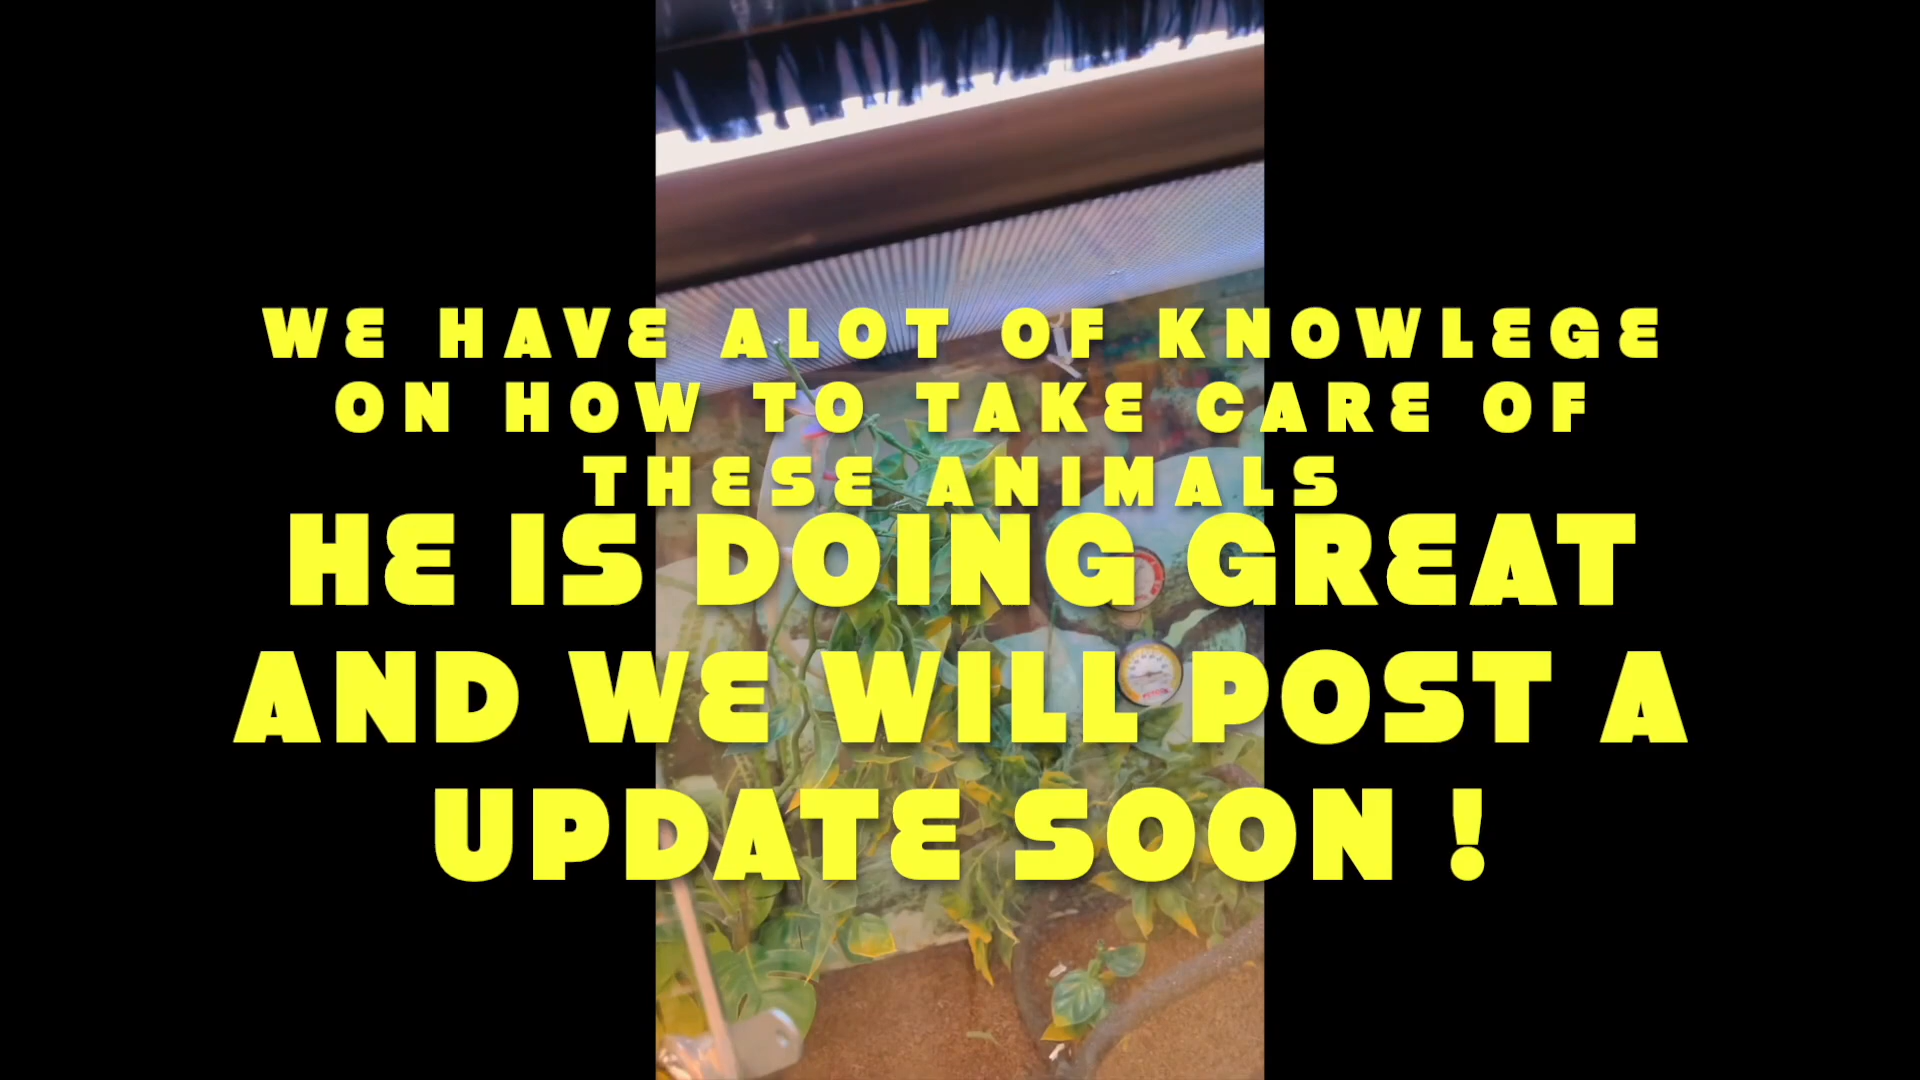 WE HAVE ALOT OF KNOWLEGE
ON HOW TO TAKE CARE OF
THESE ANIMALS
HE IS DOING GREAT
AND WE WILL POST A
UPDATE SOON !